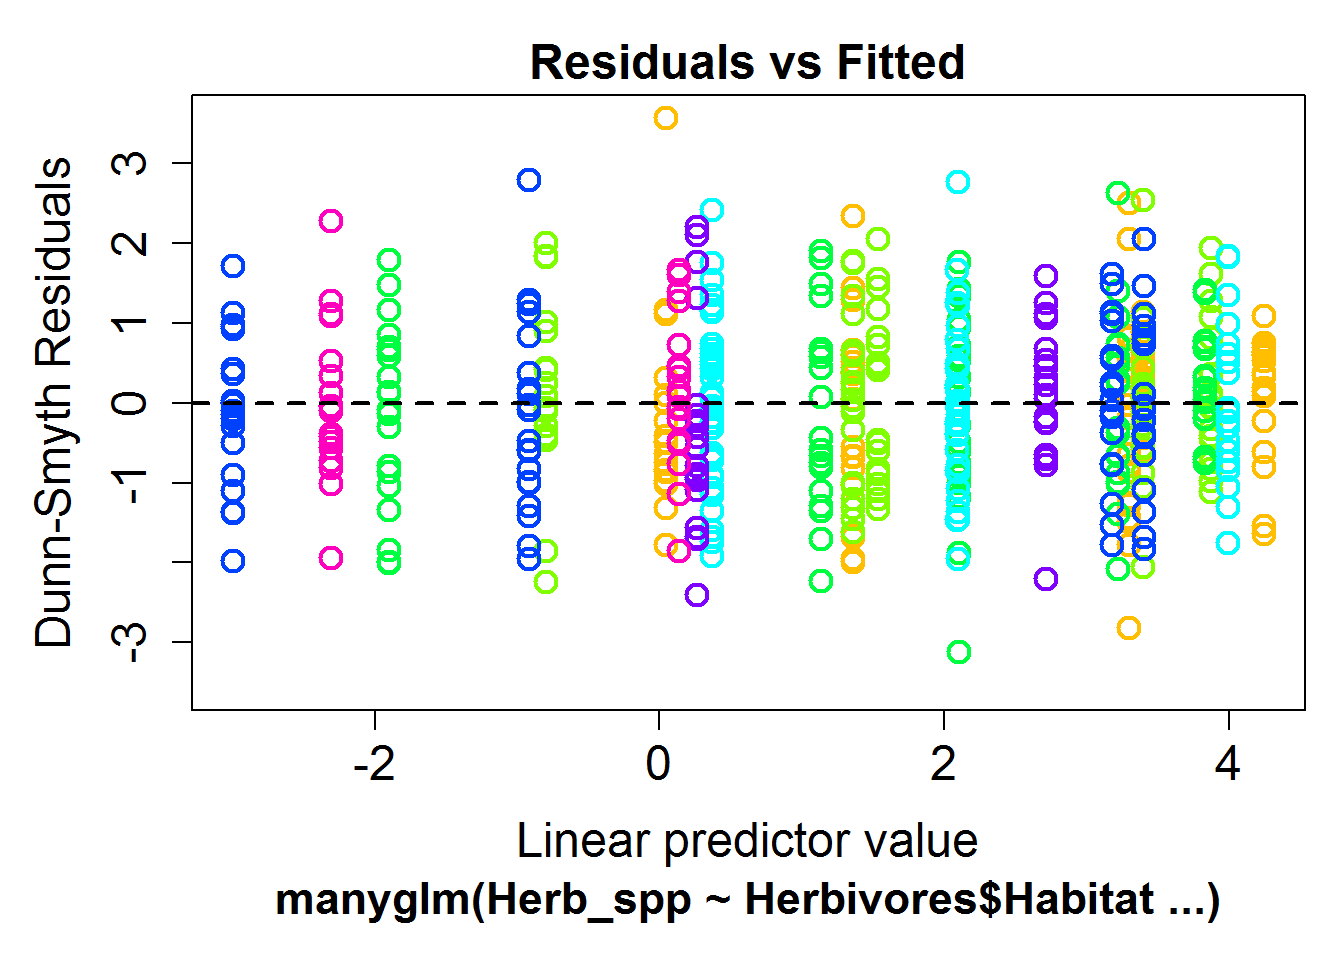 Residuals vs Fitted
Dunn-Smyth Residuals
3
2
1
0
-1
-3
-2 0 2 4
Linear predictor value
manyglm(Herb_spp ~ Herbivores$Habitat ...)